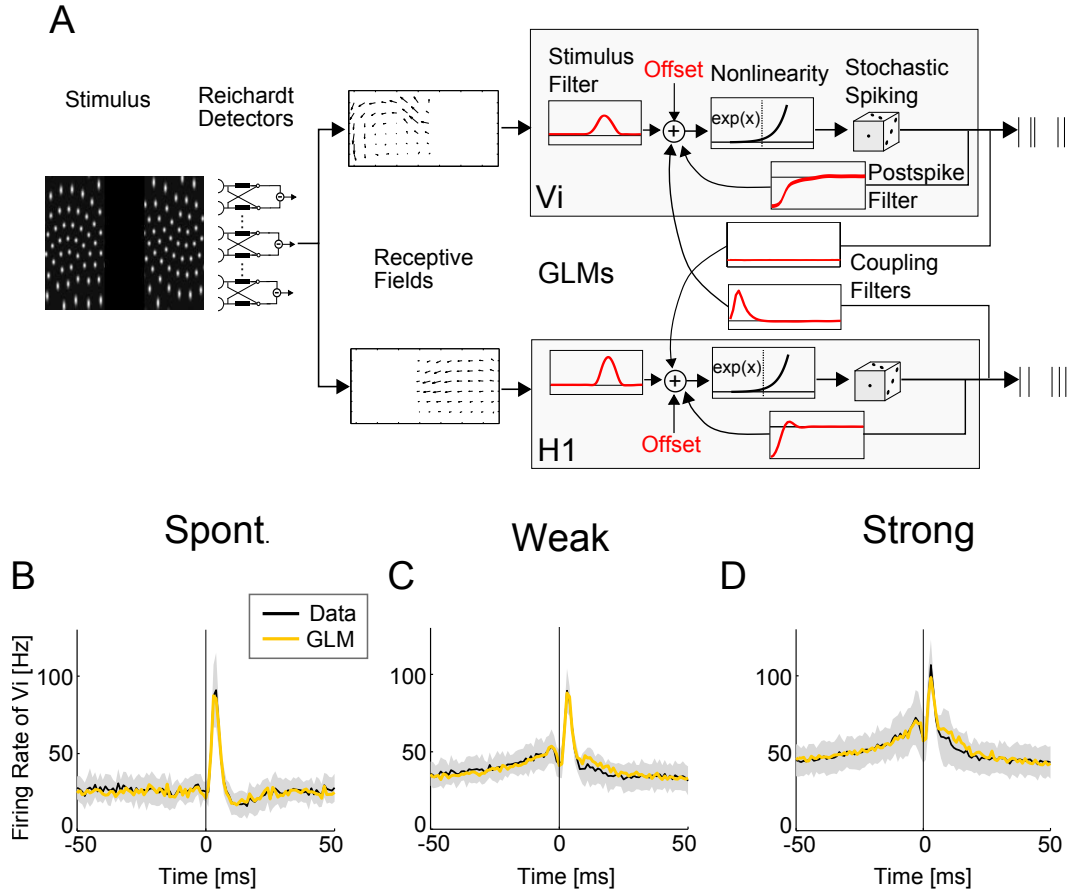 A
Stimulus
Reichardt
Detectors
Receptive
Fields
Stimulus
Filter
Offset
Nonlinearity
Stochastic
Spiking
exp(x)
Postspike
Filter
Vi
GLMs
Coupling
Filters
exp(x)
Offset
H1
Spont.
Weak
Strong
B
C
D
Data
GLM
Firing Rate of Vi [Hz]
100
50
0
-50
0
50
Time [ms]
100
50
0
-50
0
50
Time [ms]
100
50
0
-50
0
50
Time [ms]